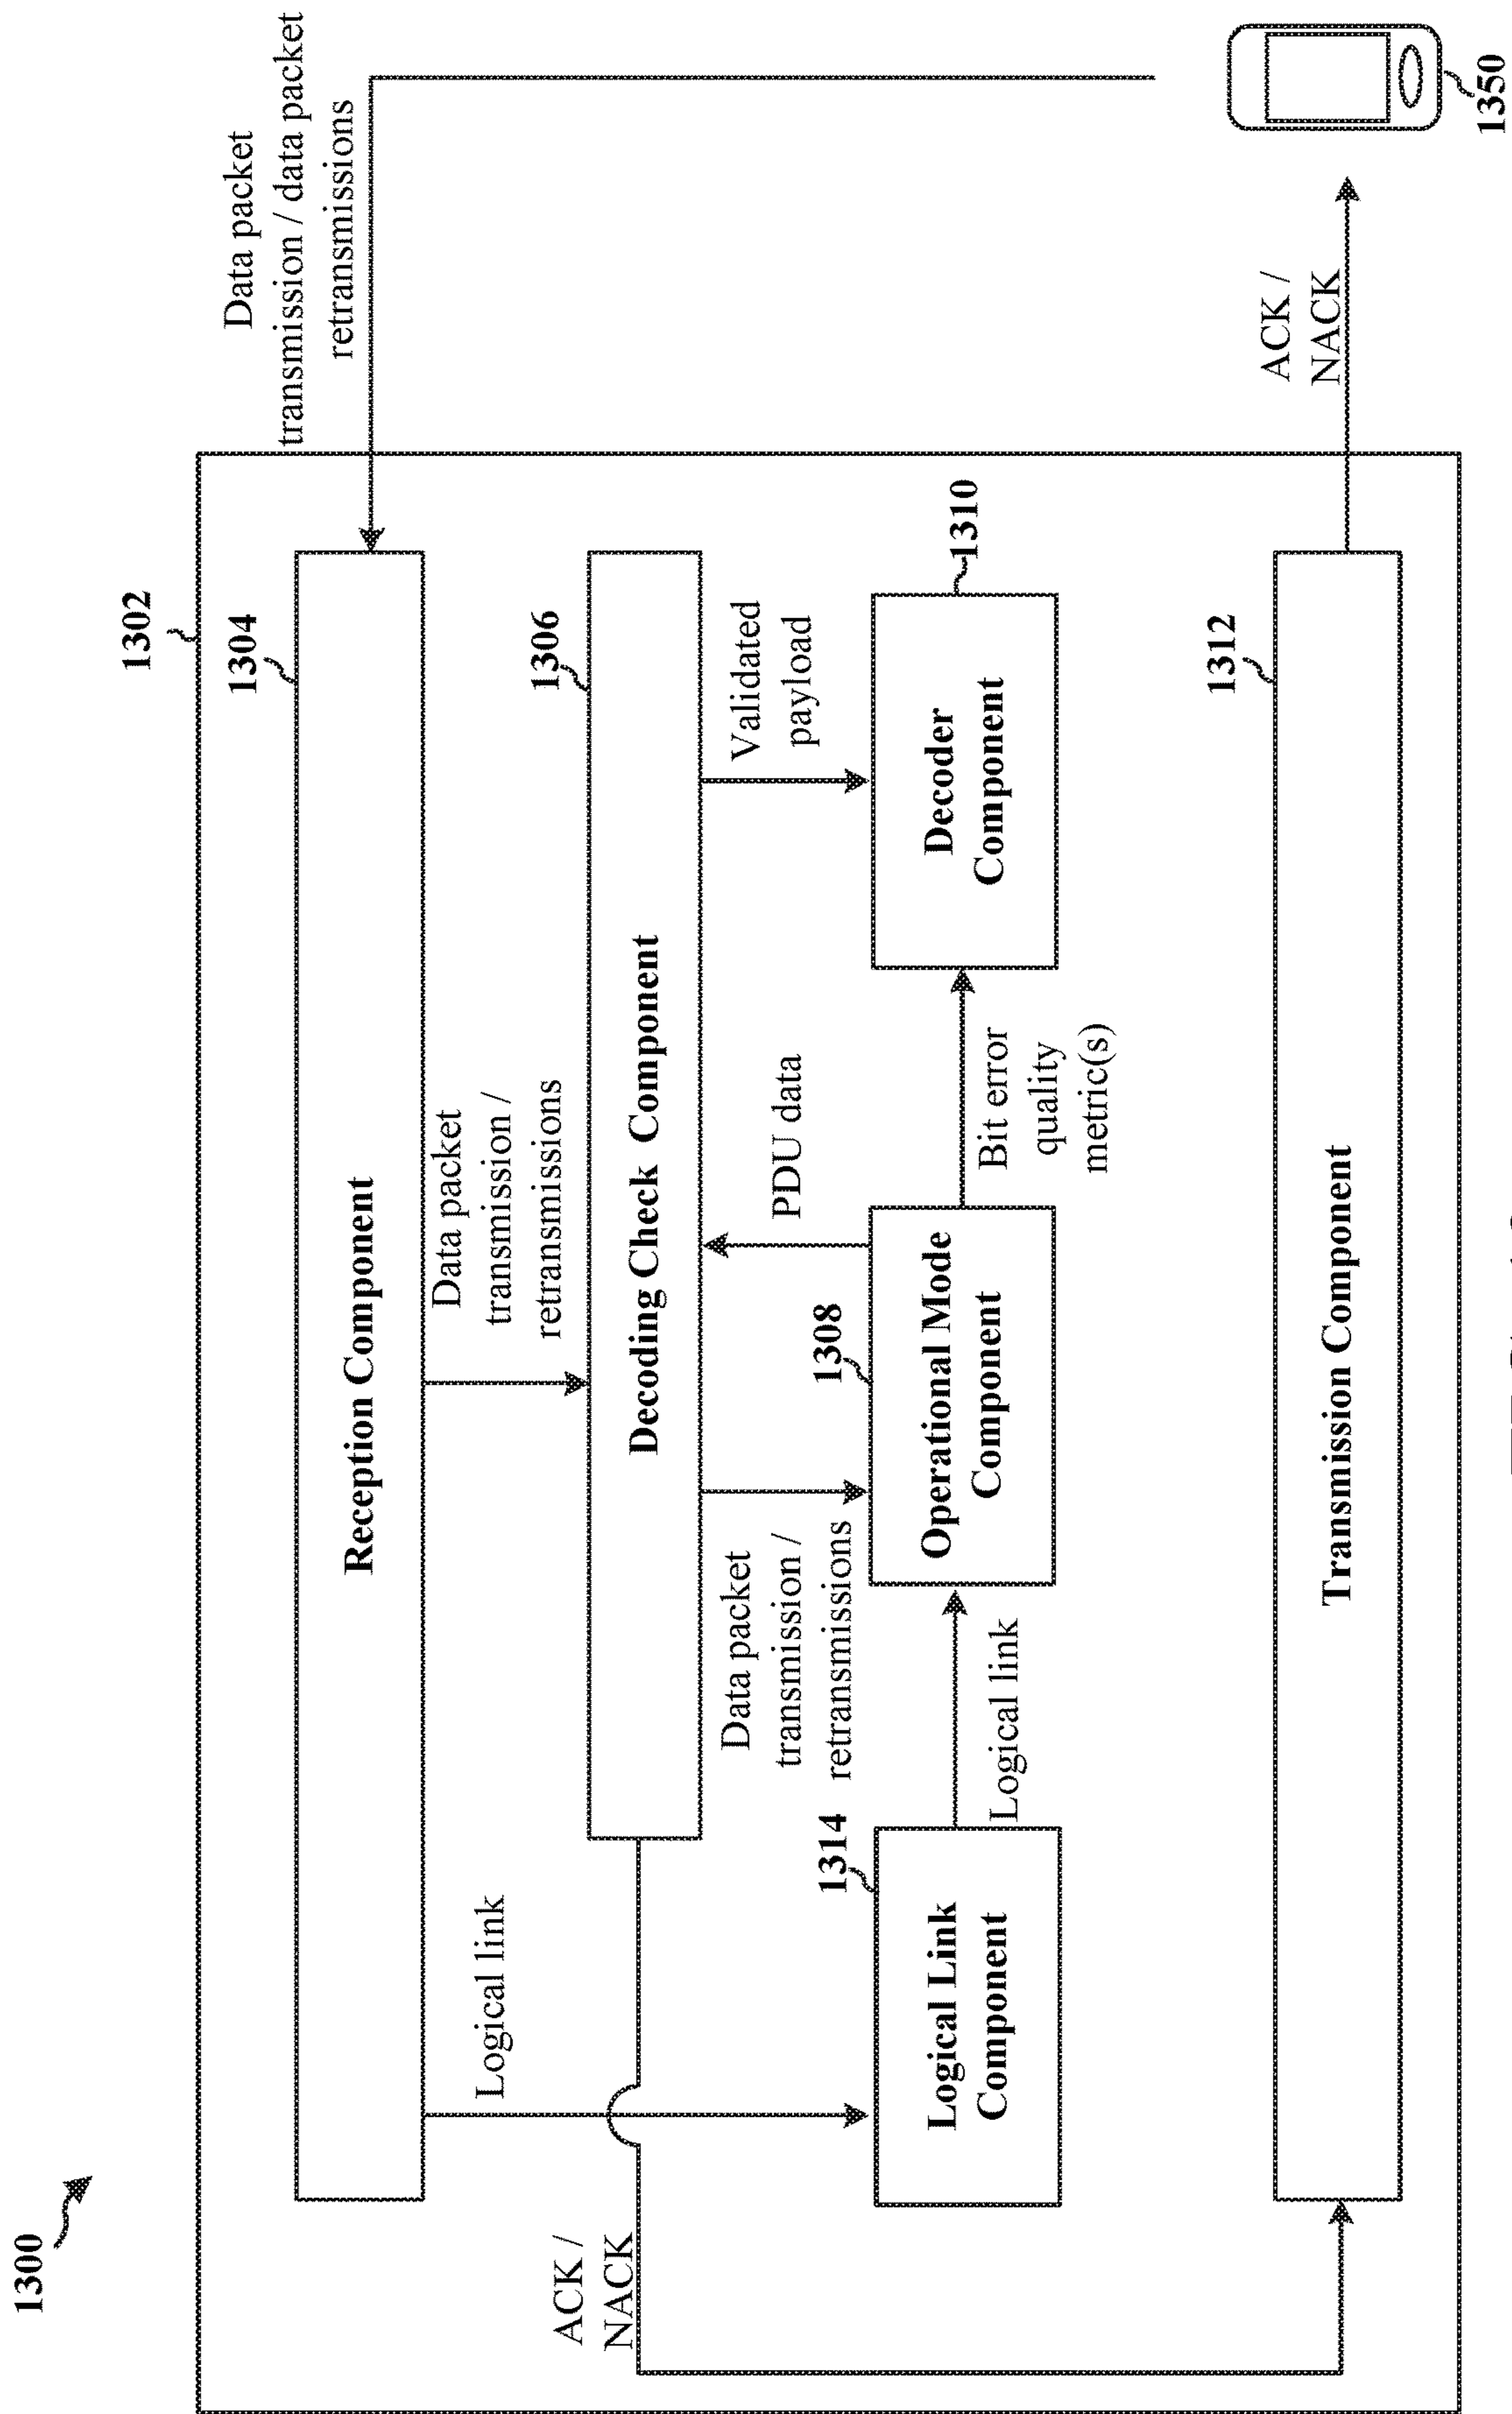 1300
1302
1304
Reception Component
Data packet
transmission / data packet
retransmissions
Logical link
Data packet
transmission /
retransmissions
1306
Decoding Check Component
ACK /
NACK
Data packet
transmission /
retransmissions
PDU data
Validated
payload
1314
Logical Link
Component
Logical link
1308
Operational Mode
Component
Bit error
quality
metric(s)
1310
Decoder
Component
1312
Transmission Component
ACK /
NACK
1350